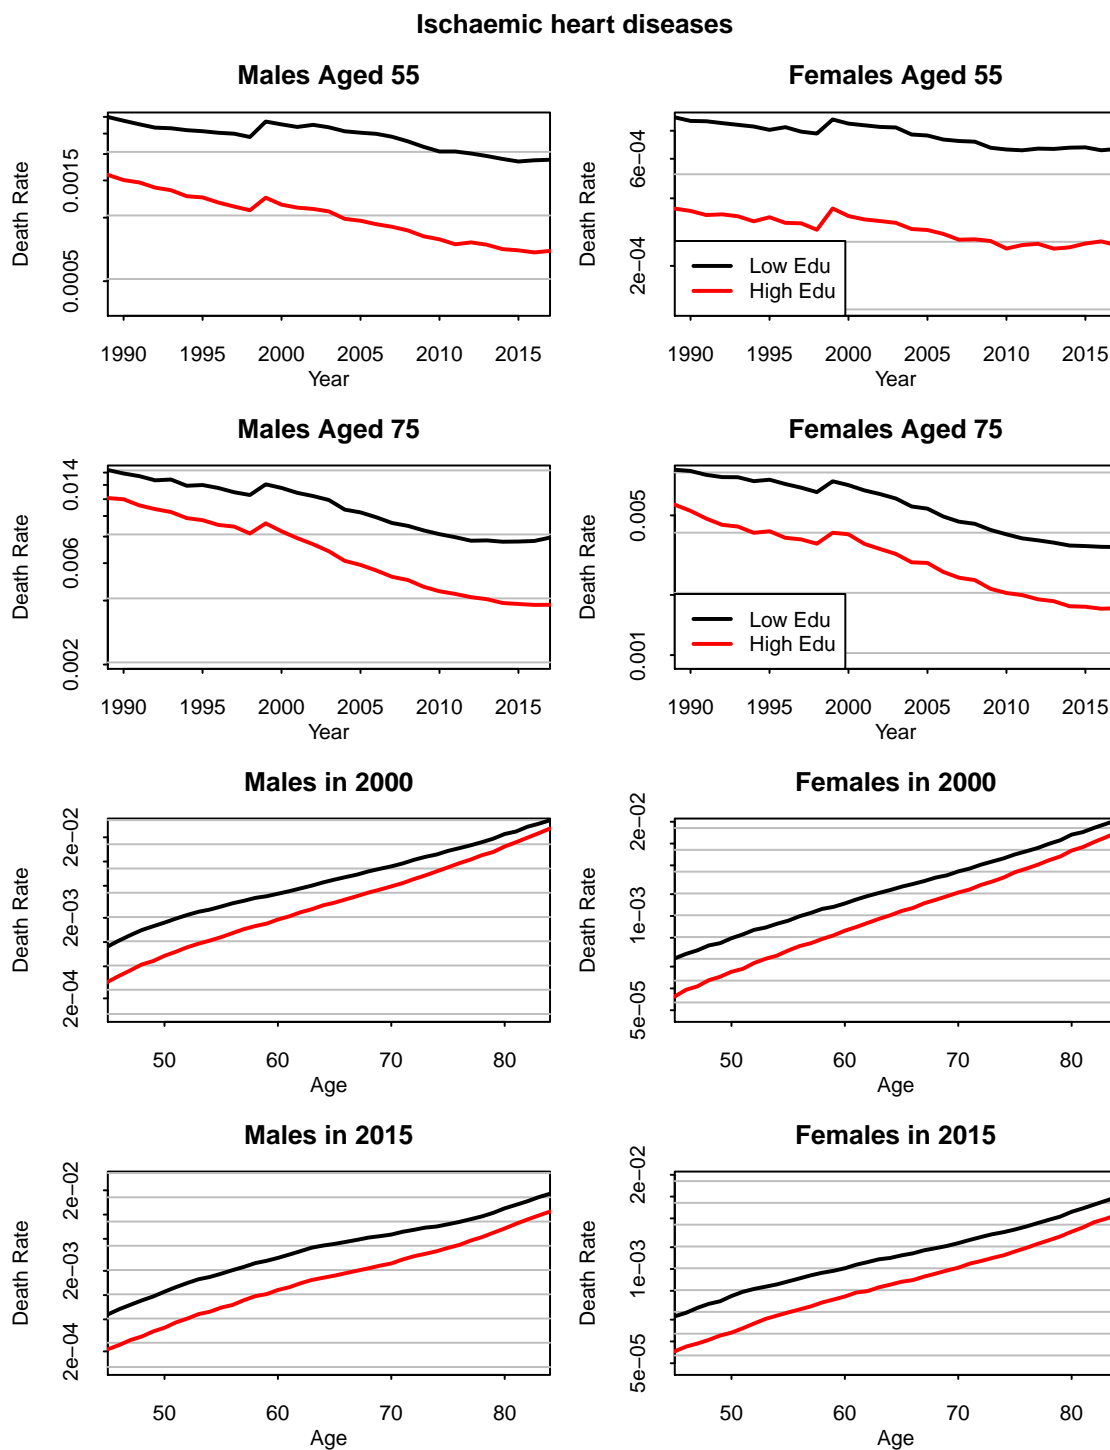 Ischaemic heart diseases
Males Aged 55
Death Rate
0.0015
0.0005
1990 1995 2000 2005 2010 2015
Year
Females Aged 55
Death Rate
6e−04
2e−04
Low Edu
High Edu
1990 1995 2000 2005 2010 2015
Year
Males Aged 75
Death Rate
0.014
0.006
0.002
1990 1995 2000 2005 2010 2015
Year
Females Aged 75
Death Rate
0.005
0.001
Low Edu
High Edu
1990 1995 2000 2005 2010 2015
Year
Males in 2000
Death Rate
2e−02
2e−03
2e−04
50 60 70 80
Age
Females in 2000
Death Rate
2e−02
1e−03
5e−05
50 60 70 80
Age
Males in 2015
Death Rate
2e−02
2e−03
2e−04
50 60 70 80
Age
Females in 2015
Death Rate
2e−02
1e−03
5e−05
50 60 70 80
Age